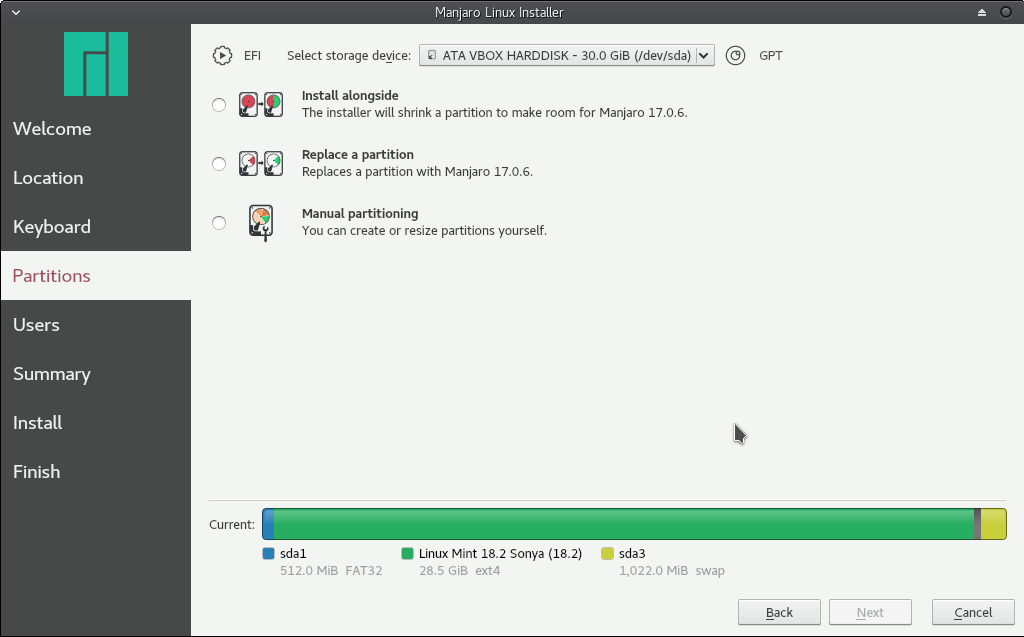 Manjaro Linux Installer
Welcome
Location
Keyboard
Partitions
Users
Summary
Install
Finish
EFI Select storage device: ATA VBOX HARDDISK - 30.0 GiB (/dev/sda) GPT
Install alongside
The installer will shrink a partition to make room for Manjaro 17.0.6.
Replace a partition
Replaces a partition with Manjaro 17.0.6.
Manual partitioning
You can create or resize partitions yourself.
Current:
sda1 Linux Mint 18.2 Sonya (18.2) sda3
512.0 MiB FAT32 28.5 GiB ext4 1,022.0 MiB swap
Back Next Cancel